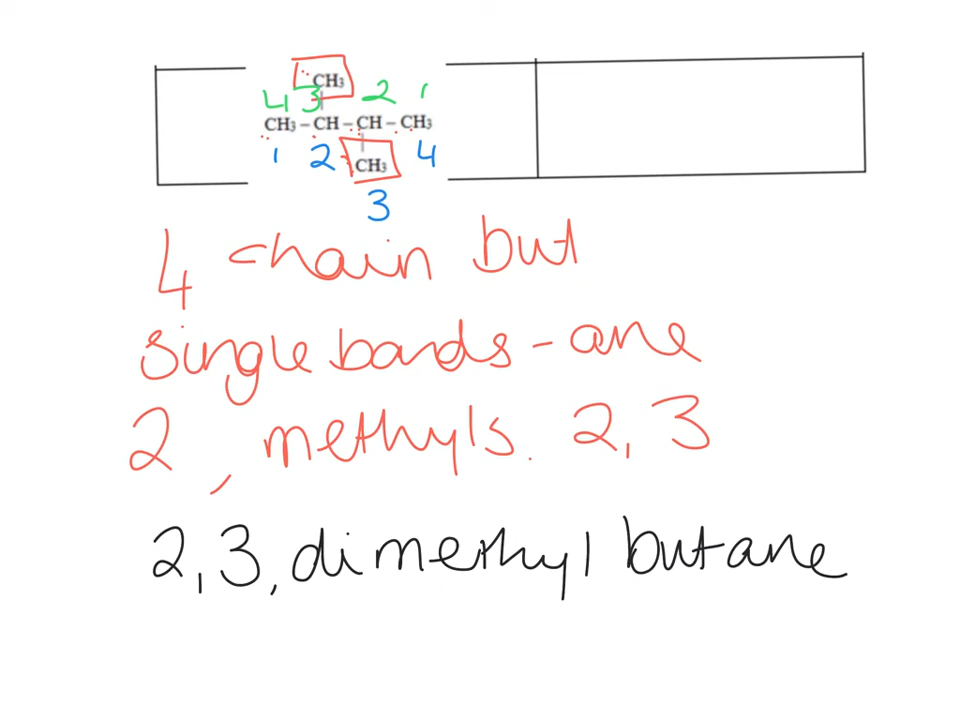 CH₃
4 3 2 1
CH₃ – CH – CH – CH₃
1 2 CH₃ 4
3
4 chain but
single bonds - ane
2, methyls. 2, 3
2, 3, dimethyl butane